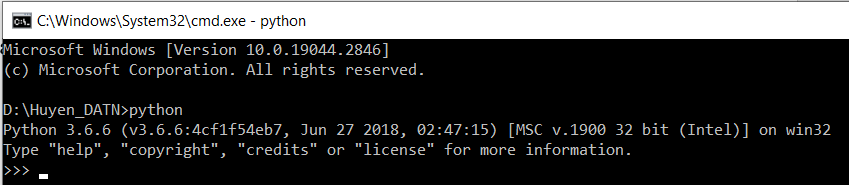 C:\Windows\System32\cmd.exe - python
Microsoft Windows [Version 10.0.19044.2846]
(c) Microsoft Corporation. All rights reserved.
D:\Huyen_DATN>python
Python 3.6.6 (v3.6.6:4cf1f54eb7, Jun 27 2018, 02:47:15) [MSC v.1900 32 bit (Intel)] on win32
Type "help", "copyright", "credits" or "license" for more information.
>>>